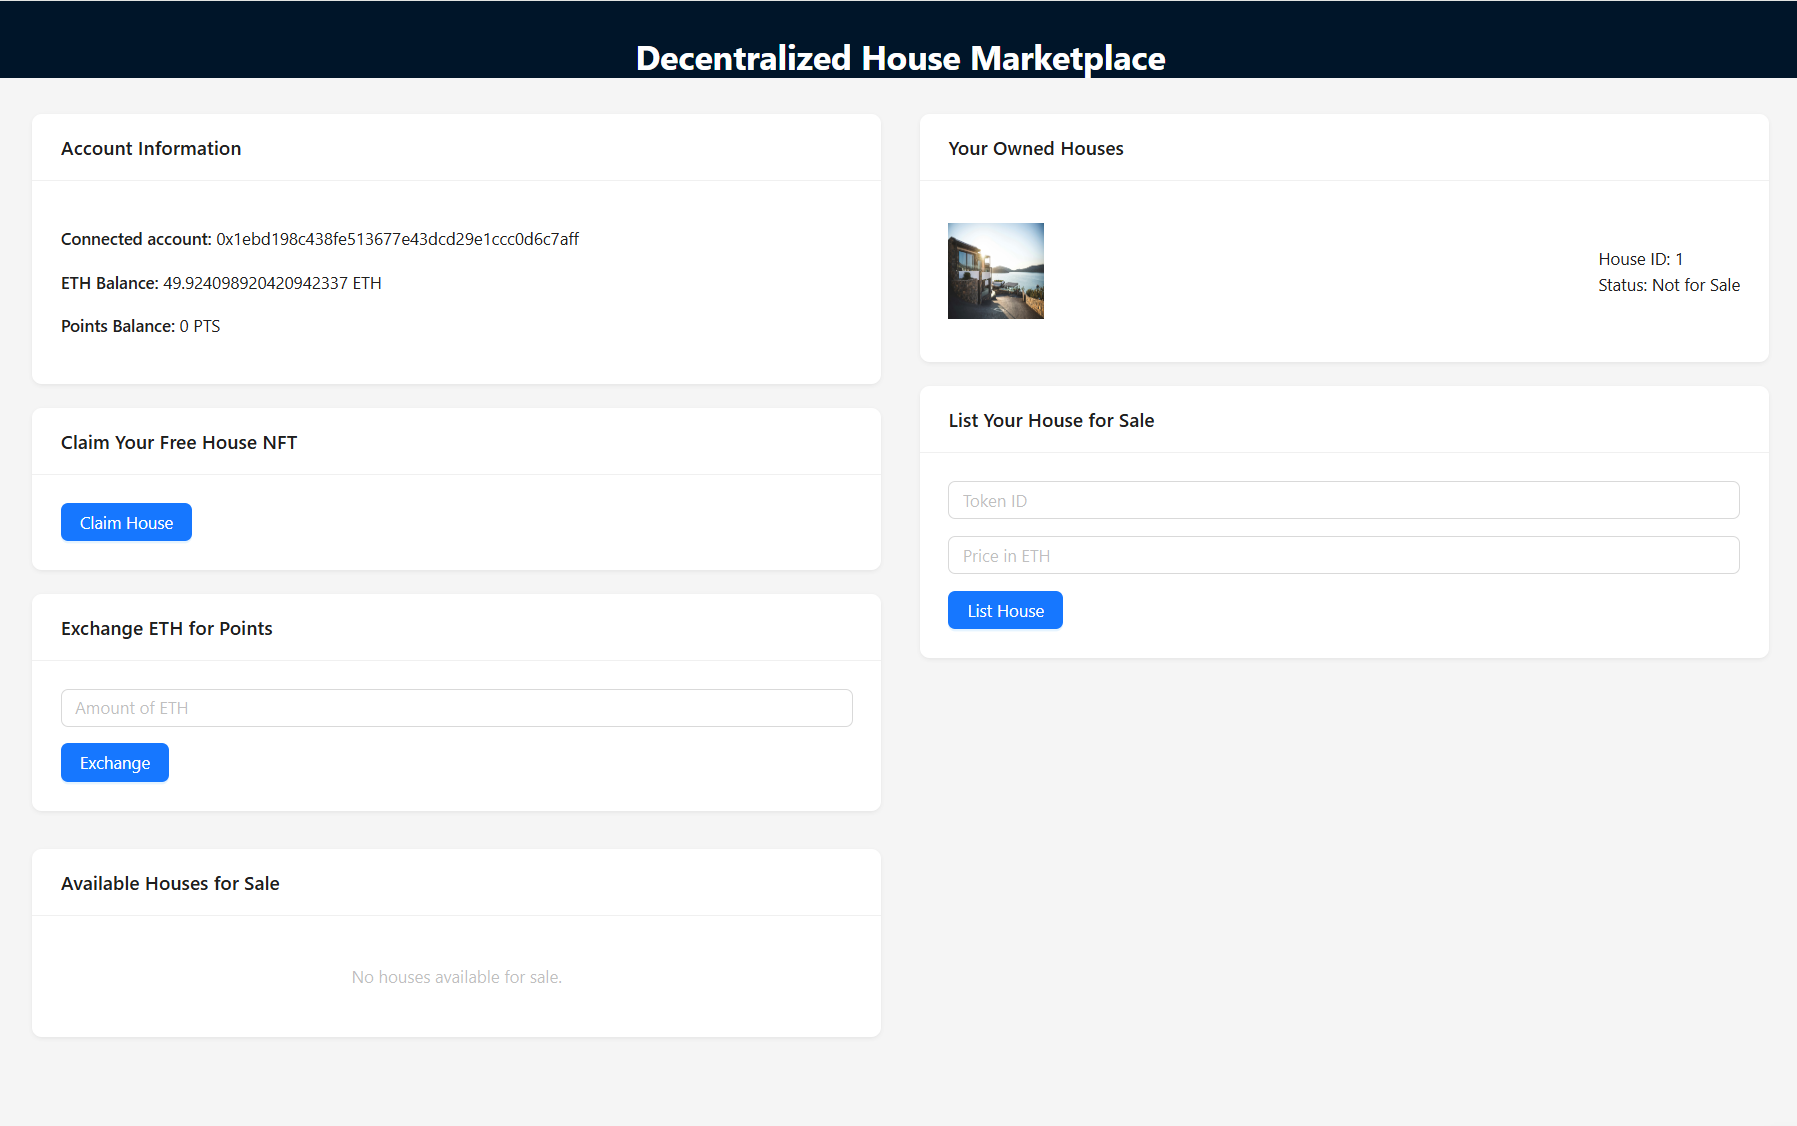 Decentralized House Marketplace
Account Information
Connected account: 0x1ebd198c438fe513677e43dcd29e1ccc0d6c7aff
ETH Balance: 49.924098920420942337 ETH
Points Balance: 0 PTS
Claim Your Free House NFT
Claim House
Exchange ETH for Points
Amount of ETH
Exchange
Available Houses for Sale
No houses available for sale.
Your Owned Houses
House ID: 1
Status: Not for Sale
List Your House for Sale
Token ID
Price in ETH
List House